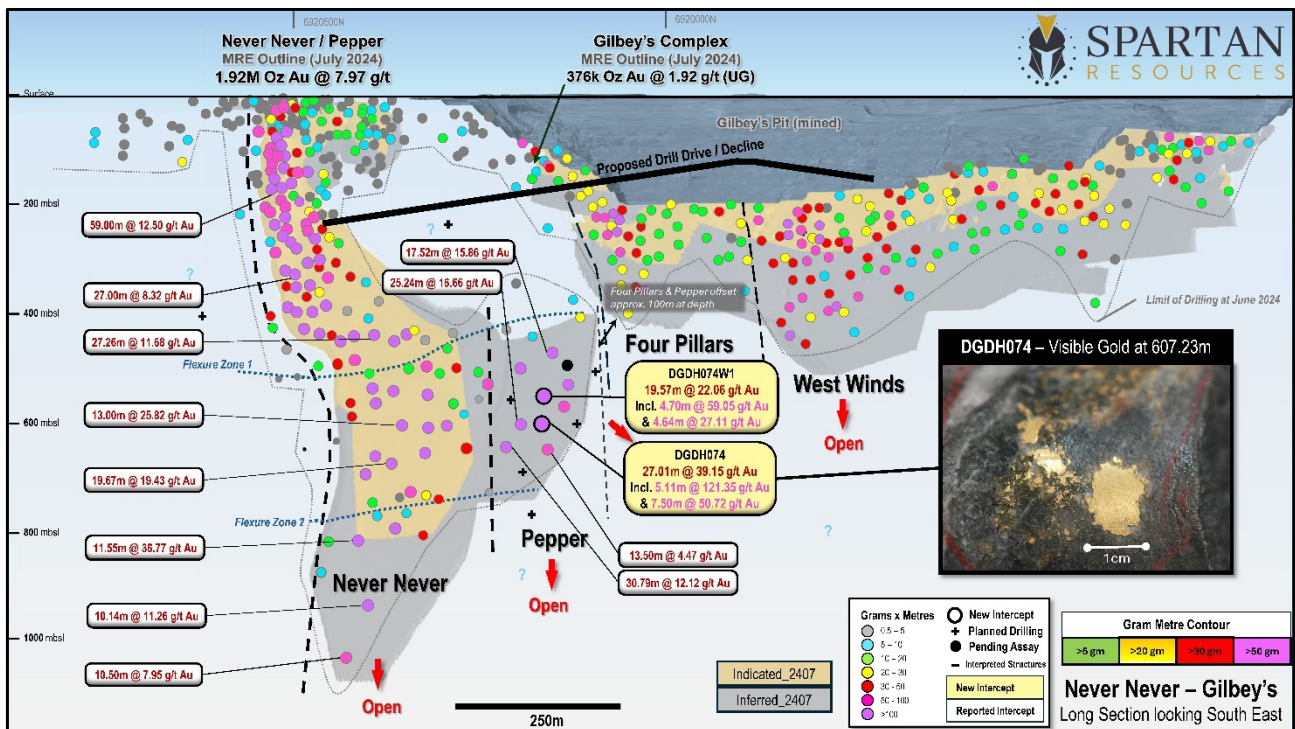 6920500N
6920000N
Never Never / Pepper
MRE Outline (July 2024)
1.92M Oz Au @ 7.97 g/t
Gilbey's Complex
MRE Outline (July 2024)
376k Oz Au @ 1.92 g/t (UG)
SPARTAN
RESOURCES
Surface
Gilbey's Pit (mined)
Proposed Drill Drive / Decline
200 mbsl
59.00m @ 12.50 g/t Au
?
17.52m @ 15.86 g/t Au
25.24m @ 16.66 g/t Au
?
27.00m @ 8.32 g/t Au
Four Pillars & Pepper offset
approx. 100m at depth
Limit of Drilling at June 2024
400 mbsl
27.26m @ 11.68 g/t Au
Flexure Zone 1
Four Pillars
West Winds
Open
DGDH074W1
19.57m @ 22.06 g/t Au
Incl. 4.70m @ 59.05 g/t Au
& 4.64m @ 27.11 g/t Au
DGDH074 – Visible Gold at 607.23m
1cm
13.00m @ 25.82 g/t Au
600 mbsl
DGDH074
27.01m @ 39.15 g/t Au
Incl. 5.11m @ 121.35 g/t Au
& 7.50m @ 50.72 g/t Au
19.67m @ 19.43 g/t Au
Flexure Zone 2
800 mbsl
11.55m @ 36.77 g/t Au
?
Pepper
Open
?
13.50m @ 4.47 g/t Au
30.79m @ 12.12 g/t Au
Never Never
10.14m @ 11.26 g/t Au
1000 mbsl
10.50m @ 7.95 g/t Au
Open
Indicated_2407
Inferred_2407
250m
Grams x Metres
0.5 – 5
5 – 10
10 – 20
20 – 30
30 - 50
50 - 100
>100
New Intercept
Planned Drilling
Pending Assay
Interpreted Structures
New Intercept
Reported Intercept
Gram Metre Contour
>5 gm
>20 gm
>30 gm
>50 gm
Never Never – Gilbey's
Long Section looking South East